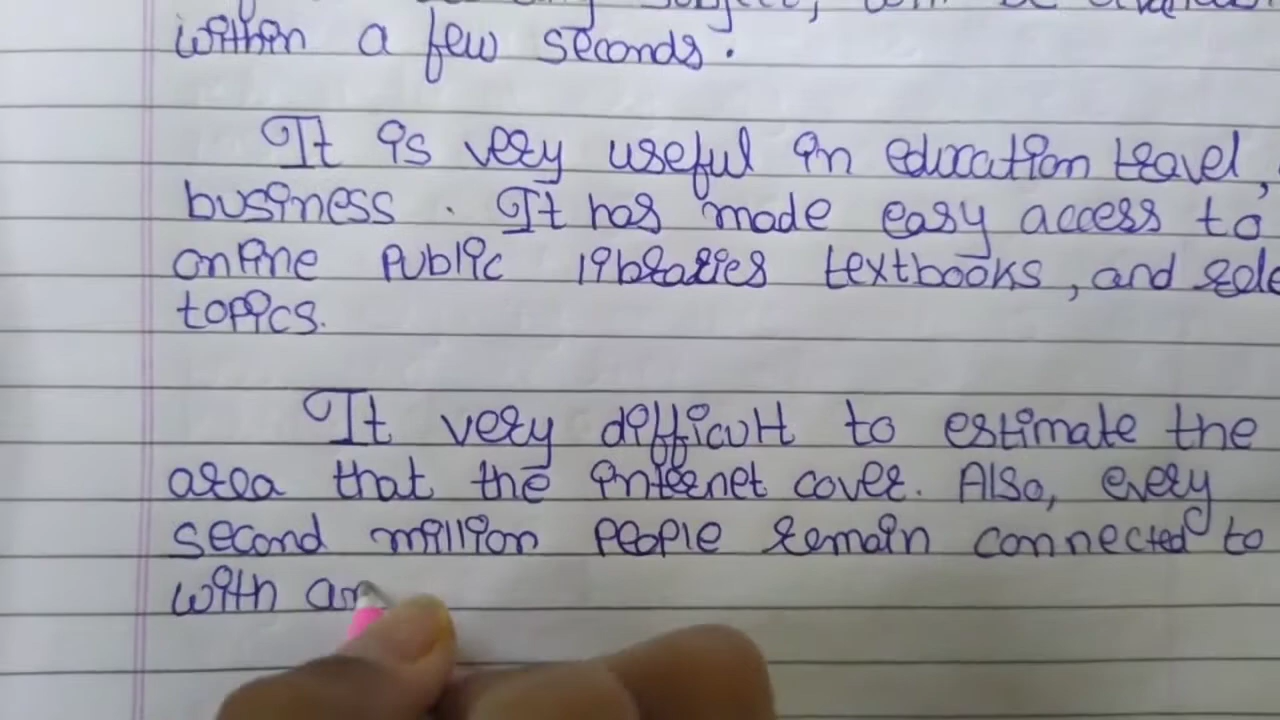 subject,
within a few seconds.
It is very useful in education travel,
business . It has made easy access to
online public libraries textbooks, and
topics.
It very difficult to estimate the
area that the internet cover. Also, every
second million people remain connected to
with an